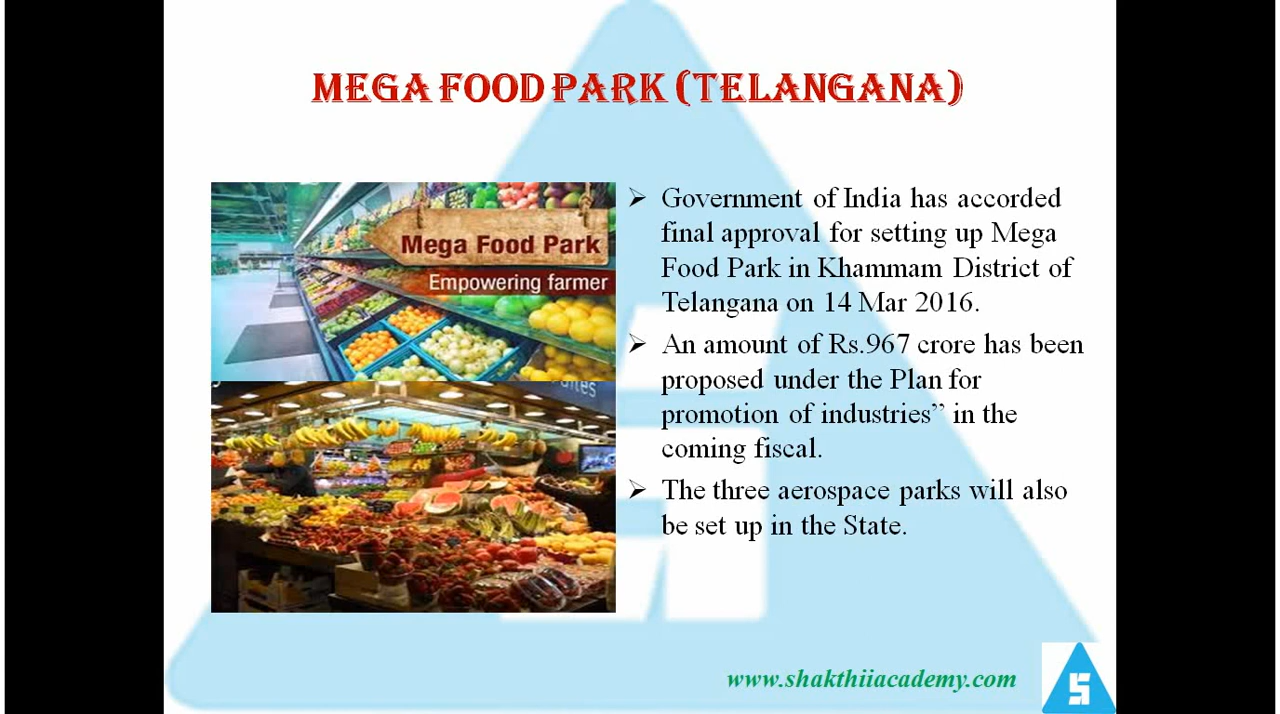 MEGA FOOD PARK (TELANGANA)
Mega Food Park
Empowering farmer
➢ Government of India has accorded
final approval for setting up Mega
Food Park in Khammam District of
Telangana on 14 Mar 2016.
➢ An amount of Rs.967 crore has been
proposed under the Plan for
promotion of industries” in the
coming fiscal.
➢ The three aerospace parks will also
be set up in the State.
www.shakthiiacademy.com
S